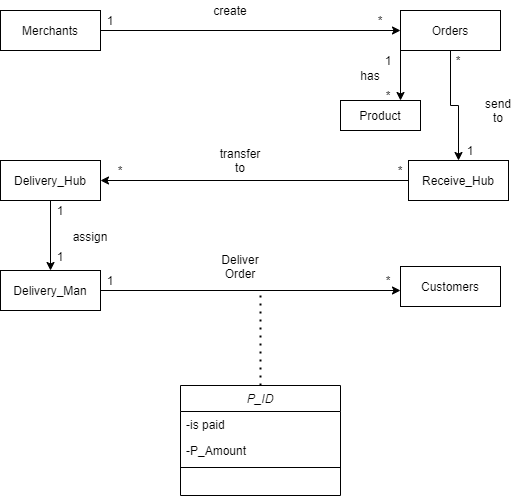 create
Merchants
1
*
Orders
1
*
has
*
Product
send
to
1
transfer
to
Delivery_Hub
*
*
Receive_Hub
1
assign
1
Delivery_Man
1
Deliver
Order
*
Customers
P_ID
-is paid
-P_Amount